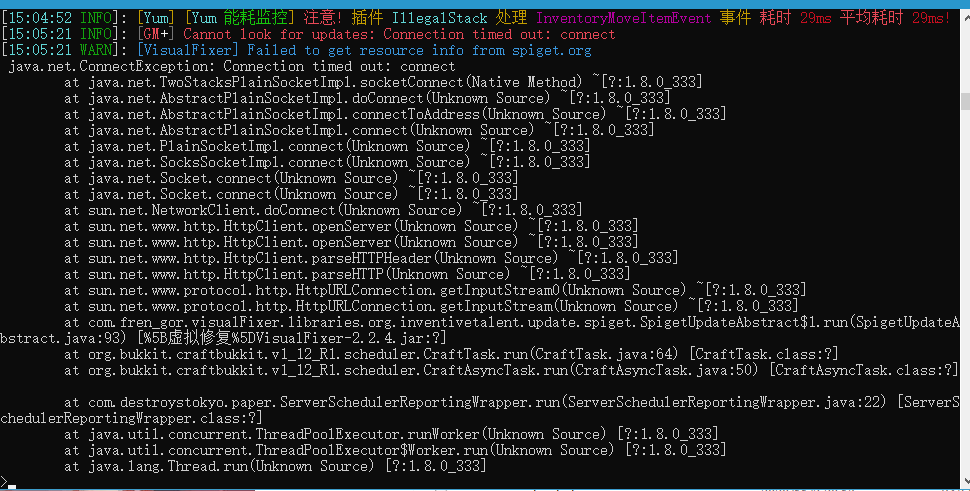 [15:04:52 INFO]: [Yum] [Yum 能耗监控] 注意! 插件 IllegalStack 处理 InventoryMoveItemEvent 事件 耗时 29ms 平均耗时 29ms!
[15:05:21 INFO]: [GM+] Cannot look for updates: Connection timed out: connect
[15:05:21 WARN]: [VisualFixer] Failed to get resource info from spiget.org
java.net.ConnectException: Connection timed out: connect
at java.net.TwoStacksPlainSocketImpl.socketConnect(Native Method) ~[?:1.8.0_333]
at java.net.AbstractPlainSocketImpl.doConnect(Unknown Source) ~[?:1.8.0_333]
at java.net.AbstractPlainSocketImpl.connectToAddress(Unknown Source) ~[?:1.8.0_333]
at java.net.AbstractPlainSocketImpl.connect(Unknown Source) ~[?:1.8.0_333]
at java.net.PlainSocketImpl.connect(Unknown Source) ~[?:1.8.0_333]
at java.net.SocksSocketImpl.connect(Unknown Source) ~[?:1.8.0_333]
at java.net.Socket.connect(Unknown Source) ~[?:1.8.0_333]
at java.net.Socket.connect(Unknown Source) ~[?:1.8.0_333]
at sun.net.NetworkClient.doConnect(Unknown Source) ~[?:1.8.0_333]
at sun.net.www.http.HttpClient.openServer(Unknown Source) ~[?:1.8.0_333]
at sun.net.www.http.HttpClient.openServer(Unknown Source) ~[?:1.8.0_333]
at sun.net.www.http.HttpClient.parseHTTPHeader(Unknown Source) ~[?:1.8.0_333]
at sun.net.www.http.HttpClient.parseHTTP(Unknown Source) ~[?:1.8.0_333]
at sun.net.www.protocol.http.HttpURLConnection.getInputStream0(Unknown Source) ~[?:1.8.0_333]
at sun.net.www.protocol.http.HttpURLConnection.getInputStream(Unknown Source) ~[?:1.8.0_333]
at com.fren_gor.visualFixer.libraries.org.inventivetalent.update.spiget.SpigetUpdateAbstract$1.run(SpigetUpdateA
bstract.java:93) [%5B虚拟修复%5DVisualFixer-2.2.4.jar:?]
at org.bukkit.craftbukkit.v1_12_R1.scheduler.CraftTask.run(CraftTask.java:64) [CraftTask.class:?]
at org.bukkit.craftbukkit.v1_12_R1.scheduler.CraftAsyncTask.run(CraftAsyncTask.java:50) [CraftAsyncTask.class:?]
at com.destroystokyo.paper.ServerSchedulerReportingWrapper.run(ServerSchedulerReportingWrapper.java:22) [ServerS
chedulerReportingWrapper.class:?]
at java.util.concurrent.ThreadPoolExecutor.runWorker(Unknown Source) [?:1.8.0_333]
at java.util.concurrent.ThreadPoolExecutor$Worker.run(Unknown Source) [?:1.8.0_333]
at java.lang.Thread.run(Unknown Source) [?:1.8.0_333]
>